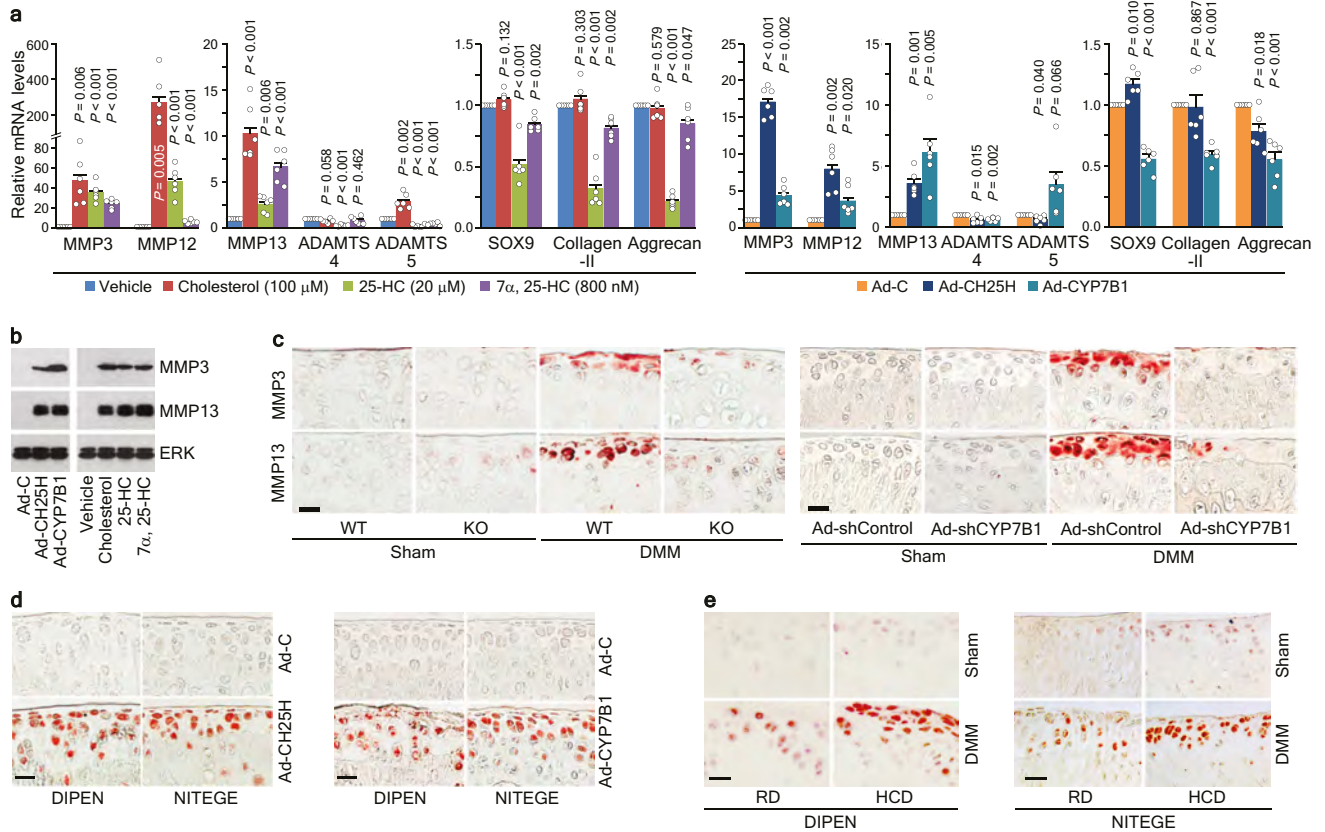 a
Relative mRNA levels
600
400
200
80
60
40
20
0
P = 0.006
P < 0.001
P < 0.001
P = 0.005
P < 0.001
P < 0.001
MMP3 MMP12
20
15
10
5
0
P < 0.001
P = 0.006
P < 0.001
P = 0.058
P < 0.001
P = 0.462
P = 0.002
P < 0.001
P < 0.001
MMP13 ADAMTS ADAMTS
4 5
1.5
1.0
0.5
0
P = 0.132
P < 0.001
P = 0.002
P = 0.303
P < 0.001
P = 0.002
P = 0.579
P < 0.001
P = 0.047
SOX9 Collagen Aggrecan
-II
Vehicle Cholesterol (100 μM) 25-HC (20 μM) 7α, 25-HC (800 nM)
25
20
15
10
5
0
P < 0.001
P = 0.002
P = 0.002
P = 0.020
MMP3 MMP12
15
10
5
0
P = 0.001
P = 0.005
P = 0.015
P = 0.002
P = 0.040
P = 0.066
MMP13 ADAMTS ADAMTS
4 5
1.5
1.0
0.5
0
P = 0.010
P < 0.001
P = 0.867
P < 0.001
P = 0.018
P < 0.001
SOX9 Collagen Aggrecan
-II
Ad-C Ad-CH25H Ad-CYP7B1
b
MMP3
MMP13
ERK
Ad-C
Ad-CH25H
Ad-CYP7B1
Vehicle
Cholesterol
25-HC
7α, 25-HC
c
MMP3
MMP13
WT KO WT KO
Sham DMM
Ad-shControl Ad-shCYP7B1 Ad-shControl Ad-shCYP7B1
Sham DMM
d
Ad-C
Ad-CH25H
DIPEN NITEGE
Ad-C
Ad-CYP7B1
DIPEN NITEGE
e
Sham
DMM
RD HCD
DIPEN
Sham
DMM
RD HCD
NITEGE